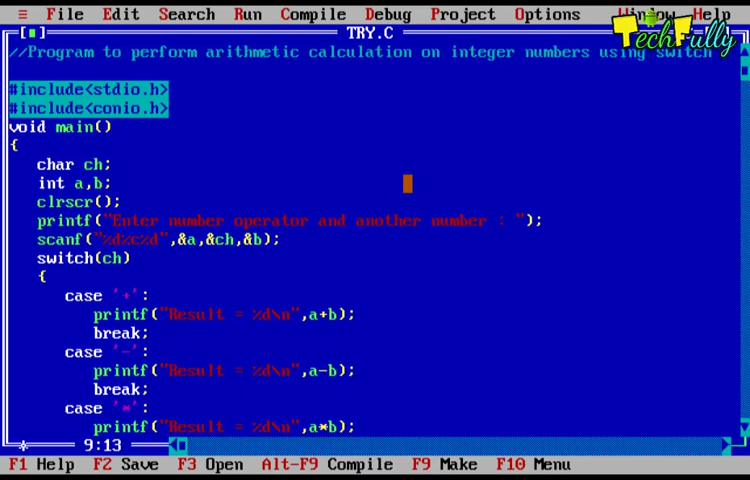 ≡ File Edit Search Run Compile Debug Project Options Window Help
TechFully
[■] TRY.C
//Program to perform arithmetic calculation on integer numbers using switch
#include<stdio.h>
#include<conio.h>
void main()
{
char ch;
int a,b;
clrscr();
printf("Enter number operator and another number : ");
scanf("%d%c%d",&a,&ch,&b);
switch(ch)
{
case '+':
printf("Result = %d\n",a+b);
break;
case '-':
printf("Result = %d\n",a-b);
break;
case '*':
printf("Result = %d\n",a*b);
9:13
F1 Help F2 Save F3 Open Alt-F9 Compile F9 Make F10 Menu